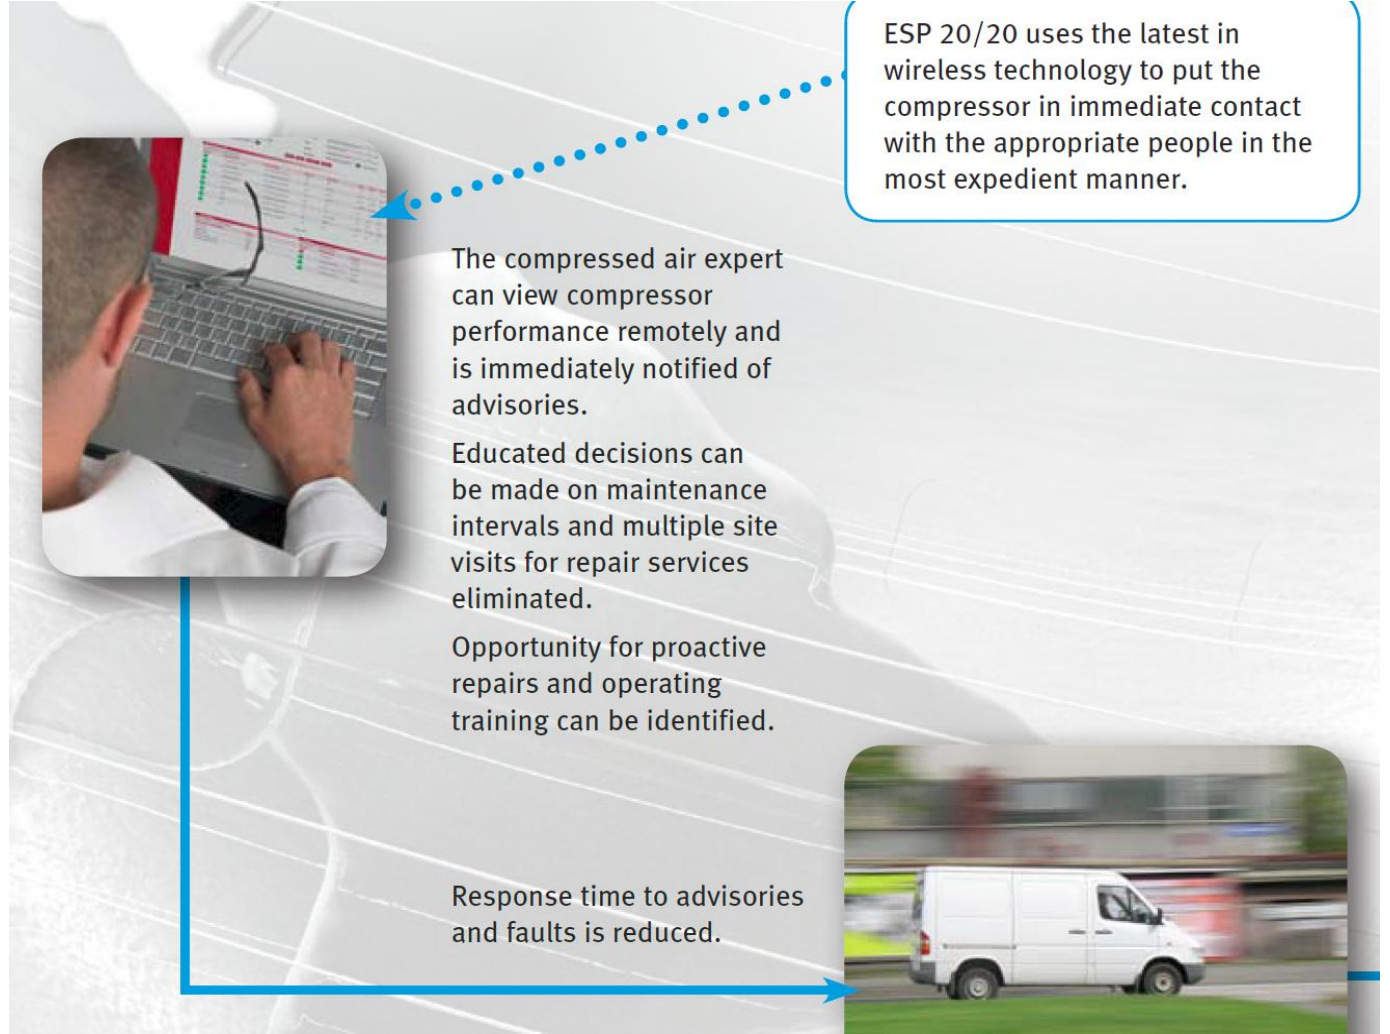 ESP 20/20 uses the latest in
wireless technology to put the
compressor in immediate contact
with the appropriate people in the
most expedient manner.
The compressed air expert
can view compressor
performance remotely and
is immediately notified of
advisories.
Educated decisions can
be made on maintenance
intervals and multiple site
visits for repair services
eliminated.
Opportunity for proactive
repairs and operating
training can be identified.
Response time to advisories
and faults is reduced.